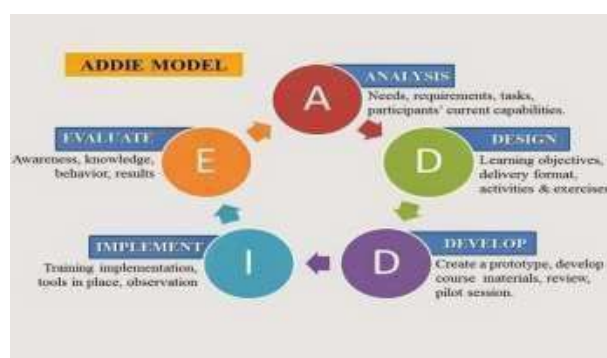 ADDIE MODEL
A
ANALYSIS
Needs, requirements, tasks,
participants' current capabilities.
D
DESIGN
Learning objectives,
delivery format,
activities & exercises
D
DEVELOP
Create a prototype, develop
course materials, review,
pilot session.
I
IMPLEMENT
Training implementation,
tools in place, observation
E
EVALUATE
Awareness, knowledge,
behavior, results